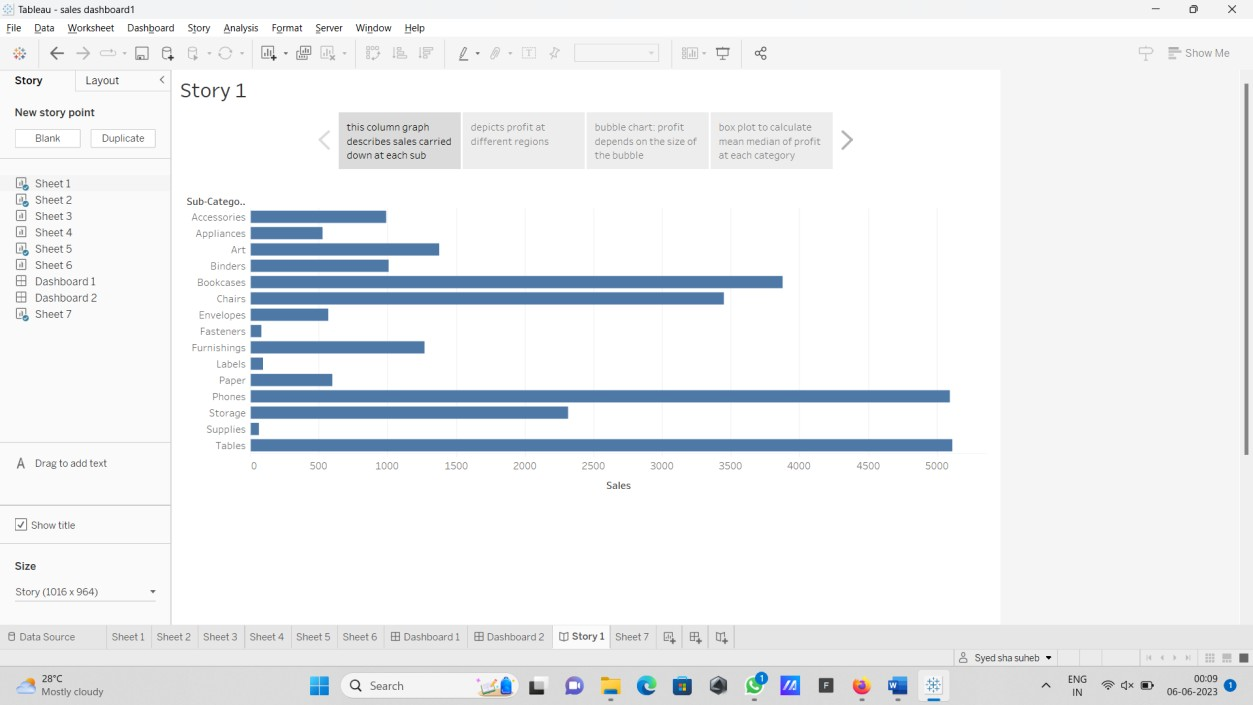 Tableau - sales dashboard1
File Data Worksheet Dashboard Story Analysis Format Server Window Help
Show Me
Story Layout
New story point
Blank Duplicate
Sheet 1
Sheet 2
Sheet 3
Sheet 4
Sheet 5
Sheet 6
Dashboard 1
Dashboard 2
Sheet 7
A Drag to add text
Show title
Size
Story (1016 x 964)
Story 1
this column graph
describes sales carried
down at each sub
depicts profit at
different regions
bubble chart: profit
depends on the size of
the bubble
box plot to calculate
mean median of profit
at each category
Sub-Catego..
Accessories
Appliances
Art
Binders
Bookcases
Chairs
Envelopes
Fasteners
Furnishings
Labels
Paper
Phones
Storage
Supplies
Tables
0 500 1000 1500 2000 2500 3000 3500 4000 4500 5000
Sales
Data Source Sheet 1 Sheet 2 Sheet 3 Sheet 4 Sheet 5 Sheet 6 Dashboard 1 Dashboard 2 Story 1 Sheet 7
Syed sha suheb
28°C
Mostly cloudy
Search
1
ENG
IN
00:09
06-06-2023
1